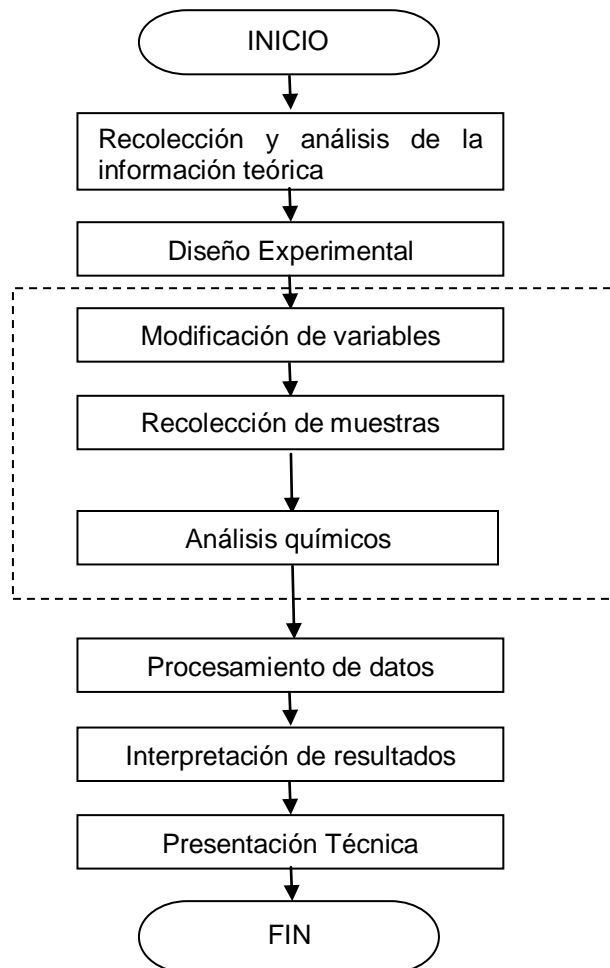 INICIO
Recolección y análisis de la
información teórica
Diseño Experimental
Modificación de variables
Recolección de muestras
Análisis químicos
Procesamiento de datos
Interpretación de resultados
Presentación Técnica
FIN